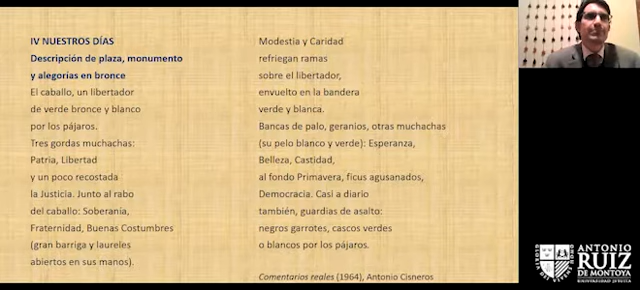 IV NUESTROS DÍAS
Descripción de plaza, monumento
y alegorías en bronce
El caballo, un libertador
de verde bronce y blanco
por los pájaros.
Tres gordas muchachas:
Patria, Libertad
y un poco recostada
la Justicia. Junto al rabo
del caballo: Soberanía,
Fraternidad, Buenas Costumbres
(gran barriga y laureles
abiertos en sus manos).
Modestia y Caridad
refriegan ramas
sobre el libertador,
envuelto en la bandera
verde y blanca.
Bancas de palo, geranios, otras muchachas
(su pelo blanco y verde): Esperanza,
Belleza, Castidad,
al fondo Primavera, ficus agusanados,
Democracia. Casi a diario
también, guardias de asalto:
negros garrotes, cascos verdes
o blancos por los pájaros.
Comentarios reales (1964), Antonio Cisneros
ANTONIO
RUIZ
DE MONTOYA
UNIVERSIDAD JESUITA